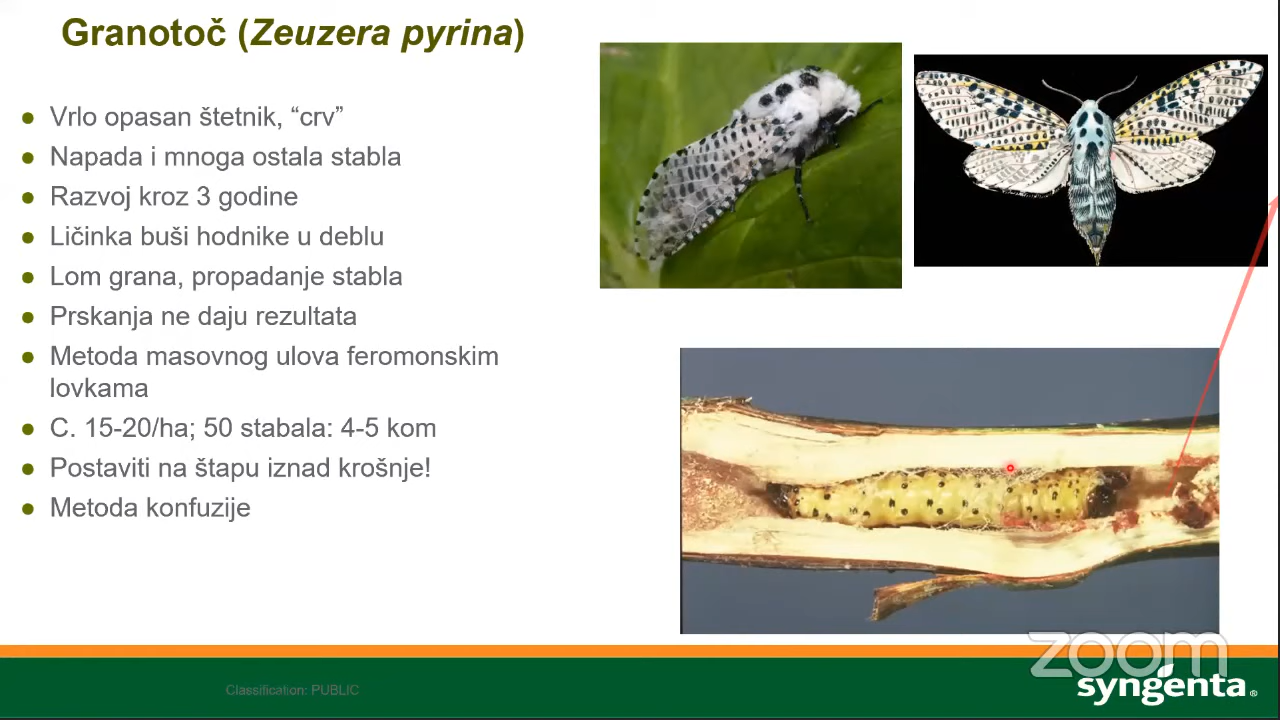 Granotoč (Zeuzera pyrina)
● Vrlo opasan štetnik, “crv”
● Napada i mnoga ostala stabla
● Razvoj kroz 3 godine
● Ličinka buši hodnike u deblu
● Lom grana, propadanje stabla
● Prskanja ne daju rezultata
● Metoda masovnog ulova feromonskim
lovkama
● C. 15-20/ha; 50 stabala: 4-5 kom
● Postaviti na štapu iznad krošnje!
● Metoda konfuzije
zoom
Classification: PUBLIC
syngenta®